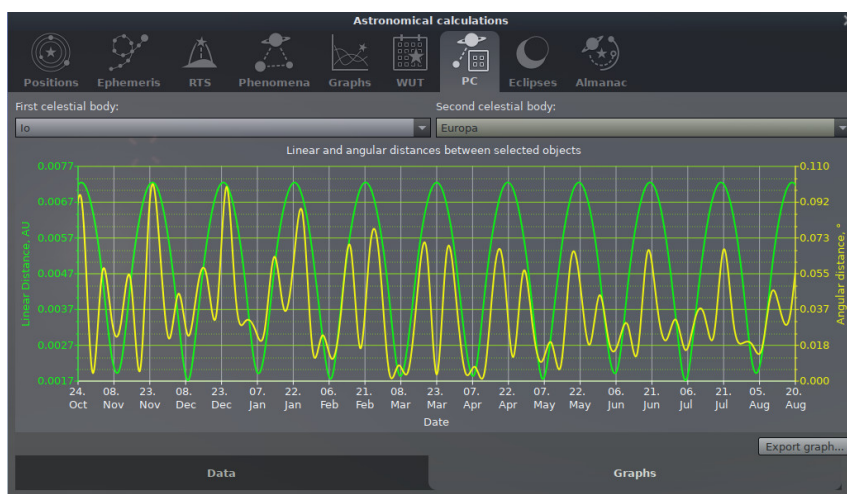 Astronomical calculations
Positions Ephemeris RTS Phenomena Graphs WUT PC Eclipses Almanac
First celestial body: Second celestial body:
Io Europa
Linear and angular distances between selected objects
0.0077 0.110
0.0067 0.092
0.0057 0.073
0.0047 0.055
0.0037 0.037
0.0027 0.018
0.0017 0.000
Linear Distance, AU
Angular distance, °
24. 08. 23. 08. 23. 07. 22. 06. 21. 08. 23. 07. 22. 07. 22. 06. 21. 06. 21. 05. 20.
Oct Nov Nov Dec Dec Jan Jan Feb Feb Mar Mar Apr Apr May May Jun Jun Jul Jul Aug Aug
Date
Export graph...
Data Graphs